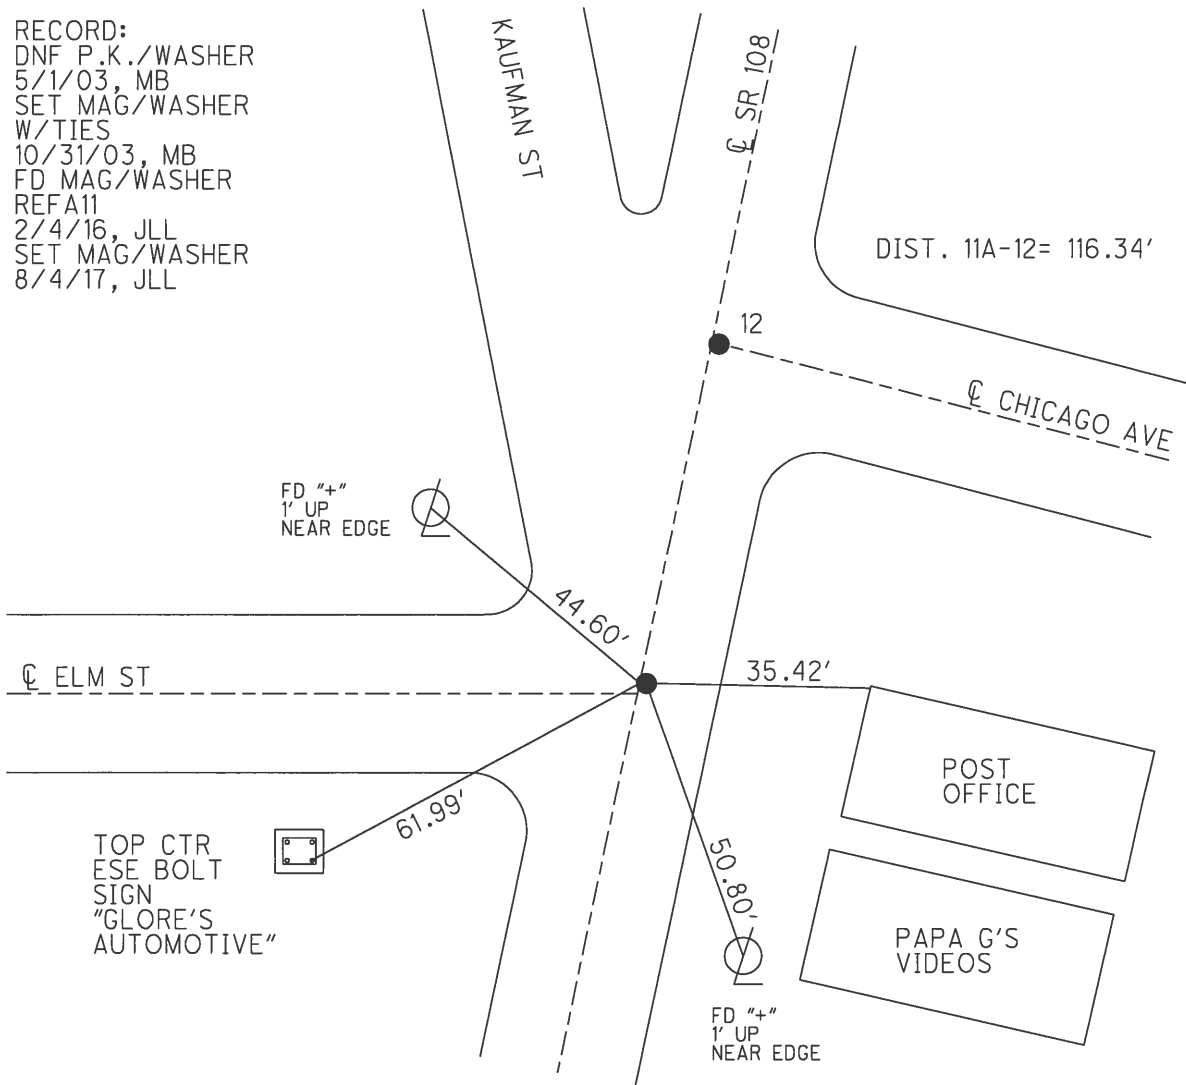 RECORD:
DNF P.K./WASHER
5/1/03, MB
SET MAG/WASHER
W/TIES
10/31/03, MB
FD MAG/WASHER
REFA11
2/4/16, JLL
SET MAG/WASHER
8/4/17, JLL
KAUFMAN ST
℄ SR 108
DIST. 11A-12= 116.34'
12
℄ CHICAGO AVE
FD "+"
1' UP
NEAR EDGE
44.60'
℄ ELM ST
35.42'
POST
OFFICE
61.99'
TOP CTR
ESE BOLT
SIGN
"GLORE'S
AUTOMOTIVE"
50.80'
PAPA G'S
VIDEOS
FD "+"
1' UP
NEAR EDGE